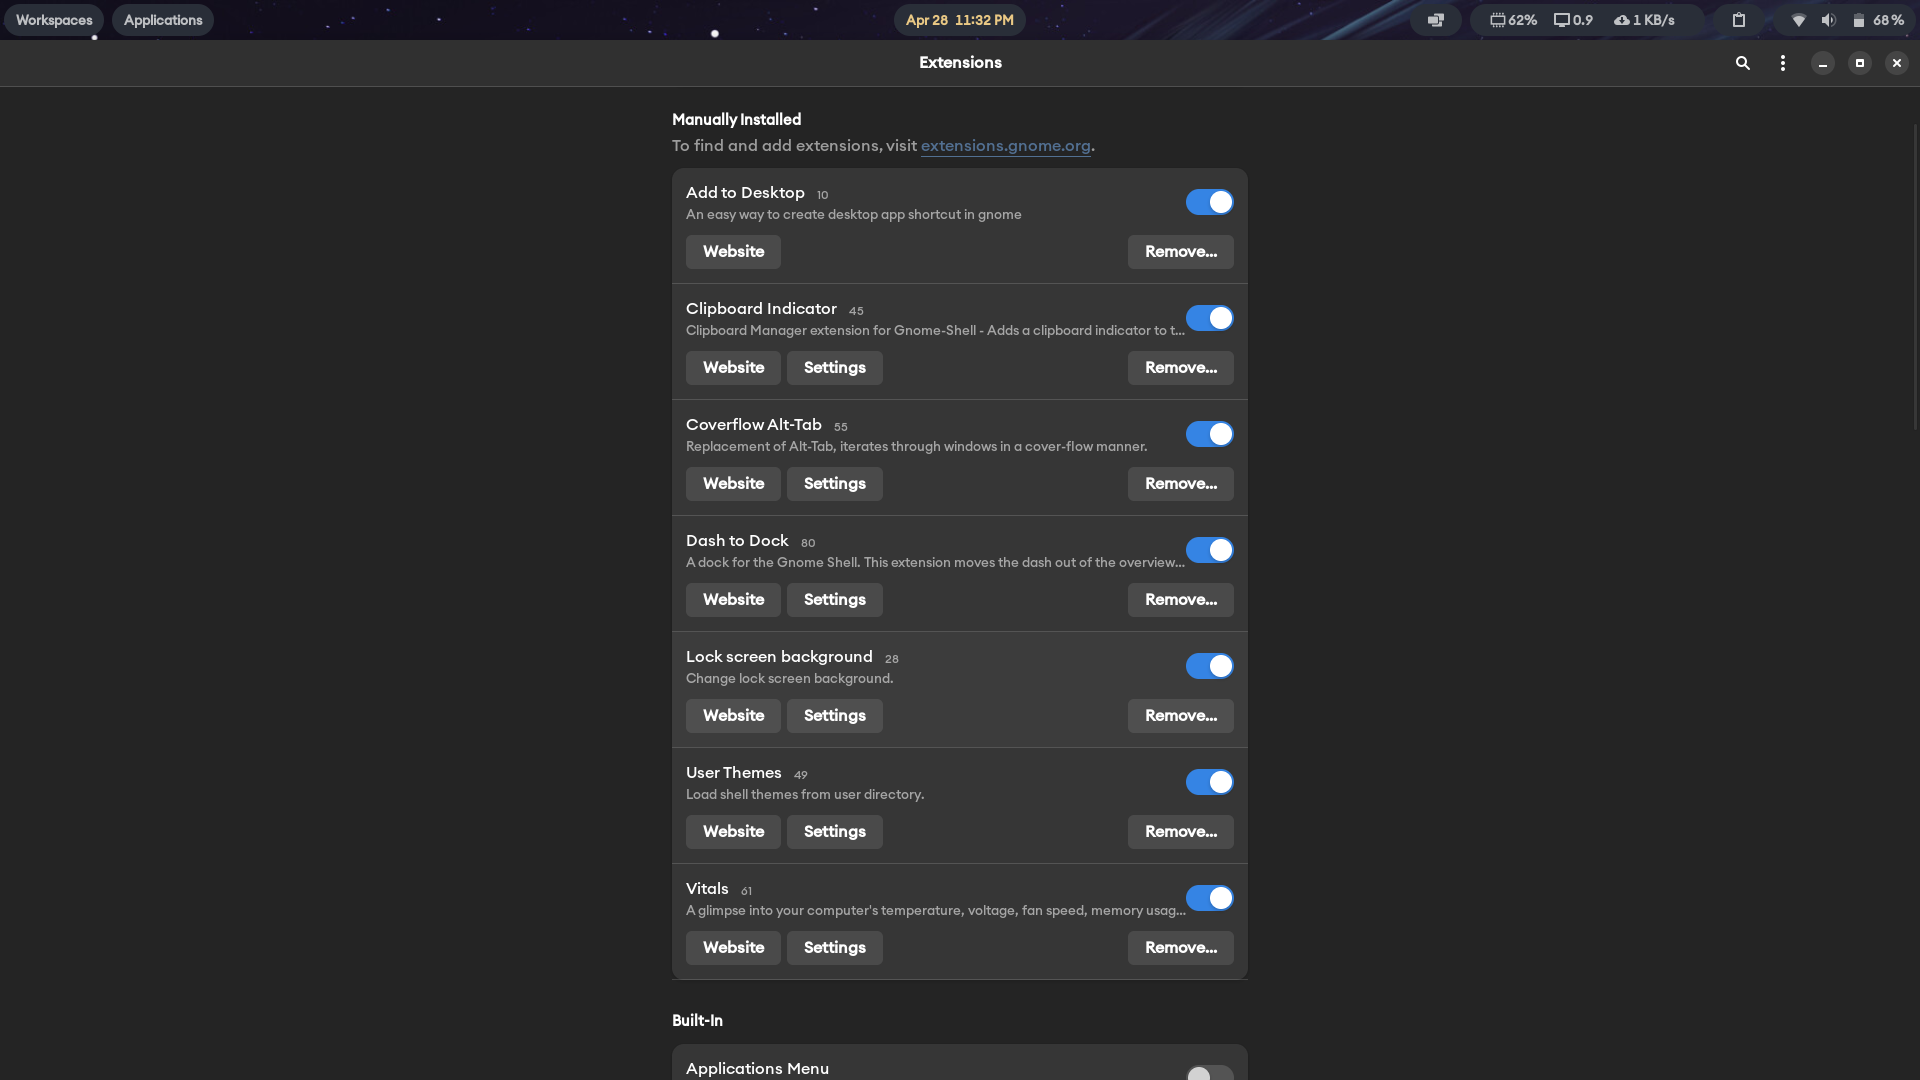 Workspaces Applications Apr 28 11:32 PM 62% 0.9 1 KB/s 68%
Extensions
Manually Installed
To find and add extensions, visit extensions.gnome.org.
Add to Desktop 10
An easy way to create desktop app shortcut in gnome
Website Remove...
Clipboard Indicator 45
Clipboard Manager extension for Gnome-Shell - Adds a clipboard indicator to t...
Website Settings Remove...
Coverflow Alt-Tab 55
Replacement of Alt-Tab, iterates through windows in a cover-flow manner.
Website Settings Remove...
Dash to Dock 80
A dock for the Gnome Shell. This extension moves the dash out of the overview...
Website Settings Remove...
Lock screen background 28
Change lock screen background.
Website Settings Remove...
User Themes 49
Load shell themes from user directory.
Website Settings Remove...
Vitals 61
A glimpse into your computer's temperature, voltage, fan speed, memory usag...
Website Settings Remove...
Built-In
Applications Menu